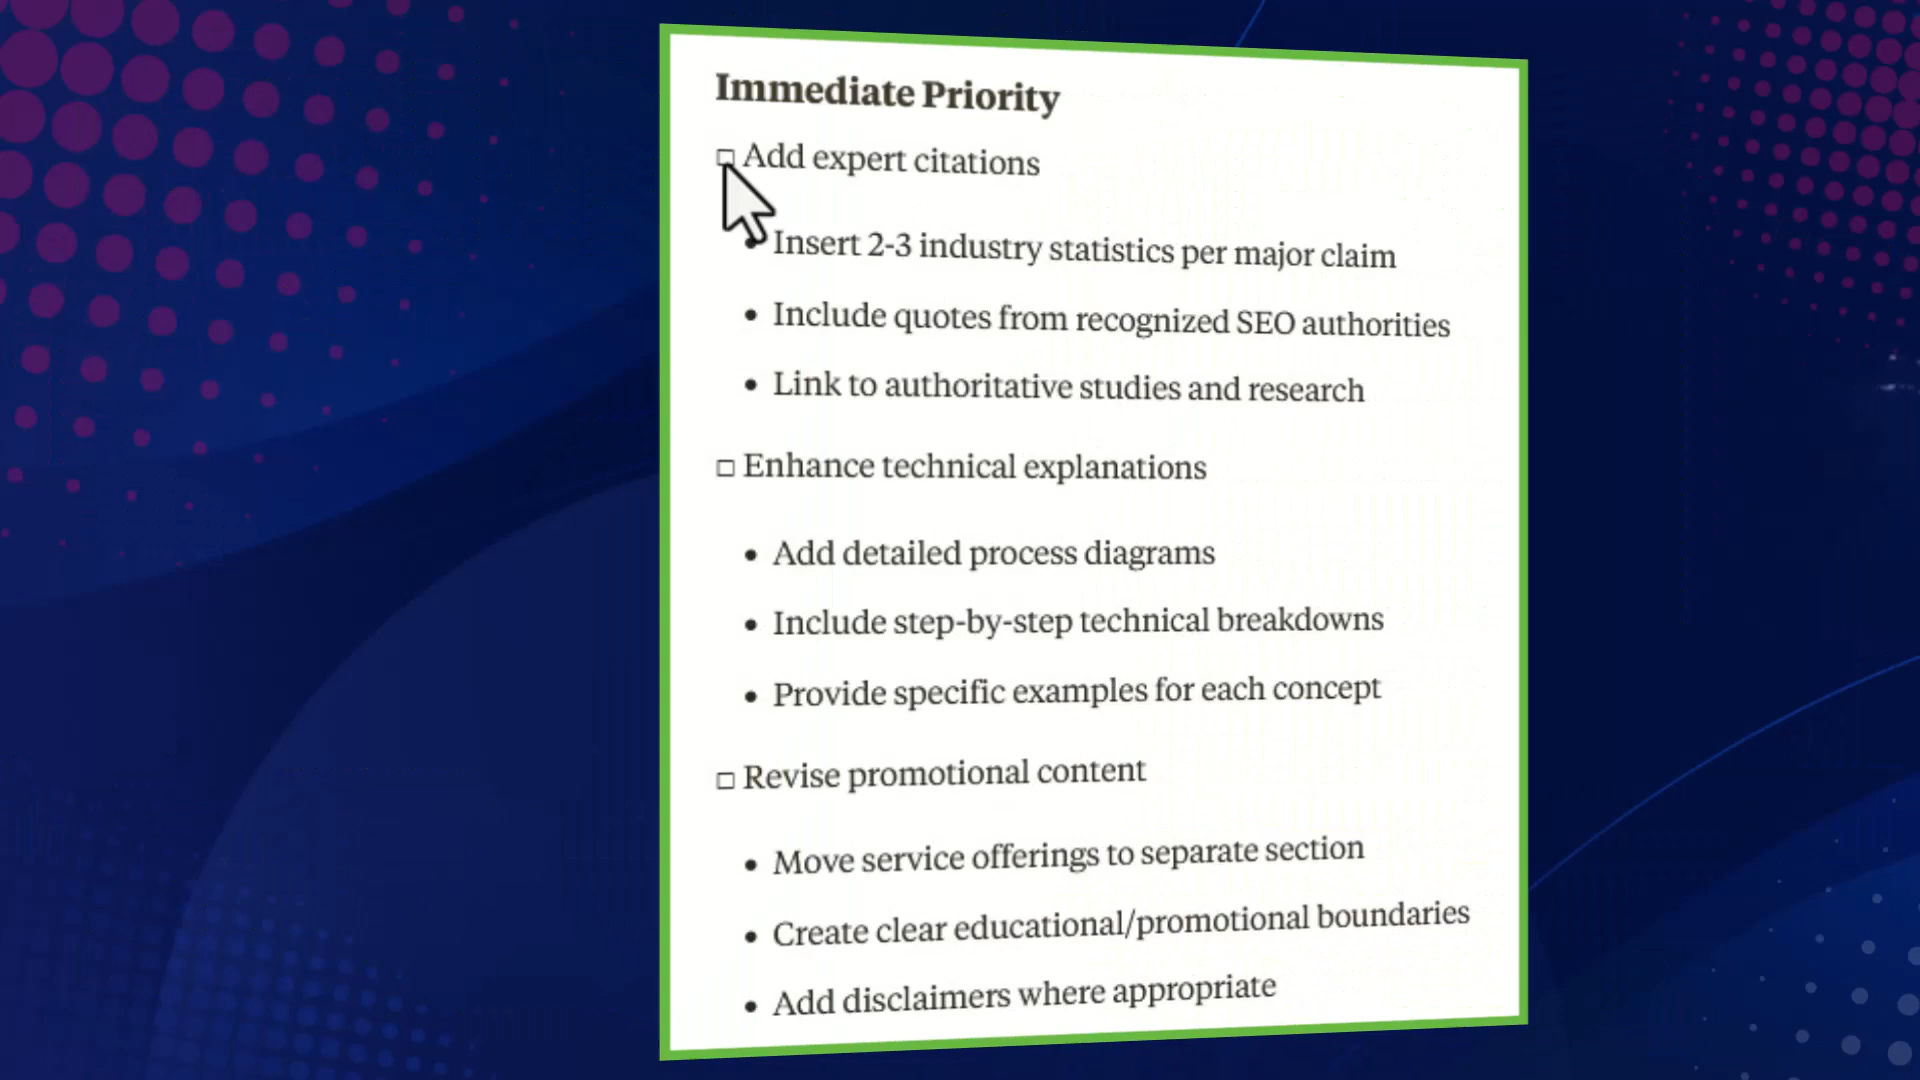 Immediate Priority
□ Add expert citations
• Insert 2-3 industry statistics per major claim
• Include quotes from recognized SEO authorities
• Link to authoritative studies and research
□ Enhance technical explanations
• Add detailed process diagrams
• Include step-by-step technical breakdowns
• Provide specific examples for each concept
□ Revise promotional content
• Move service offerings to separate section
• Create clear educational/promotional boundaries
• Add disclaimers where appropriate